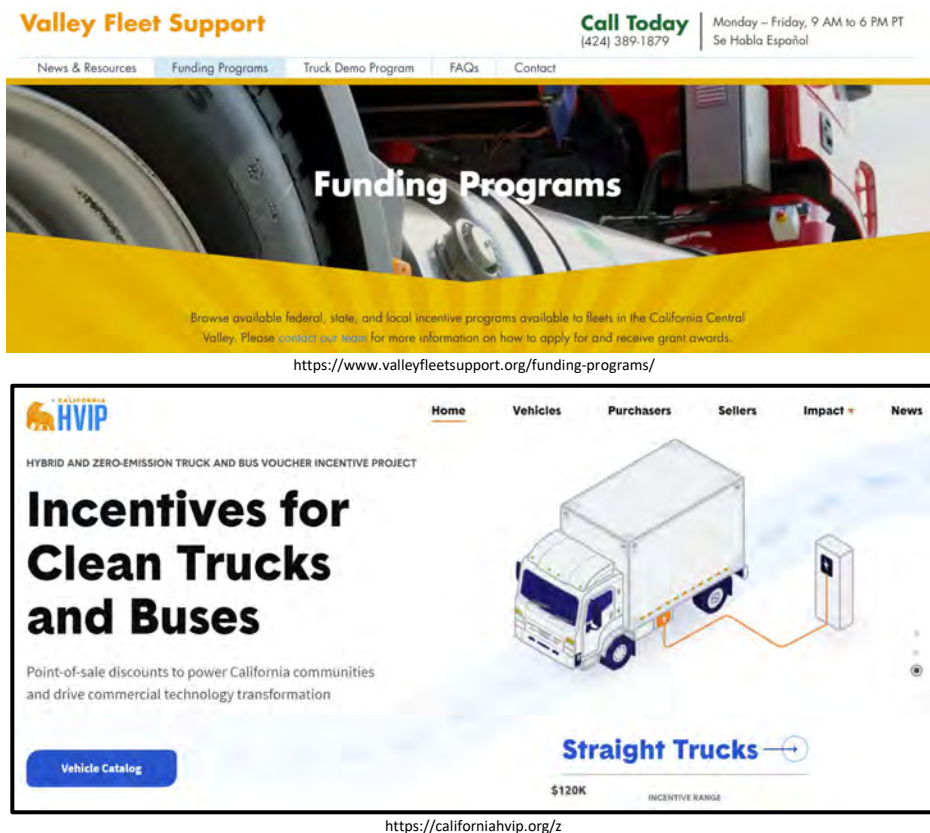 Valley Fleet Support
Call Today
(424) 389-1879
Monday – Friday, 9 AM to 6 PM PT
Se Habla Español
News & Resources Funding Programs Truck Demo Program FAQs Contact
Funding Programs
Browse available federal, state, and local incentive programs available to fleets in the California Central
Valley. Please contact our team for more information on how to apply for and receive grant awards.
https://www.valleyfleetsupport.org/funding-programs/
CALIFORNIA
HVIP
Home Vehicles Purchasers Sellers Impact News
HYBRID AND ZERO-EMISSION TRUCK AND BUS VOUCHER INCENTIVE PROJECT
Incentives for
Clean Trucks
and Buses
Point-of-sale discounts to power California communities
and drive commercial technology transformation
Vehicle Catalog
Straight Trucks
$120K INCENTIVE RANGE
https://californiahvip.org/z